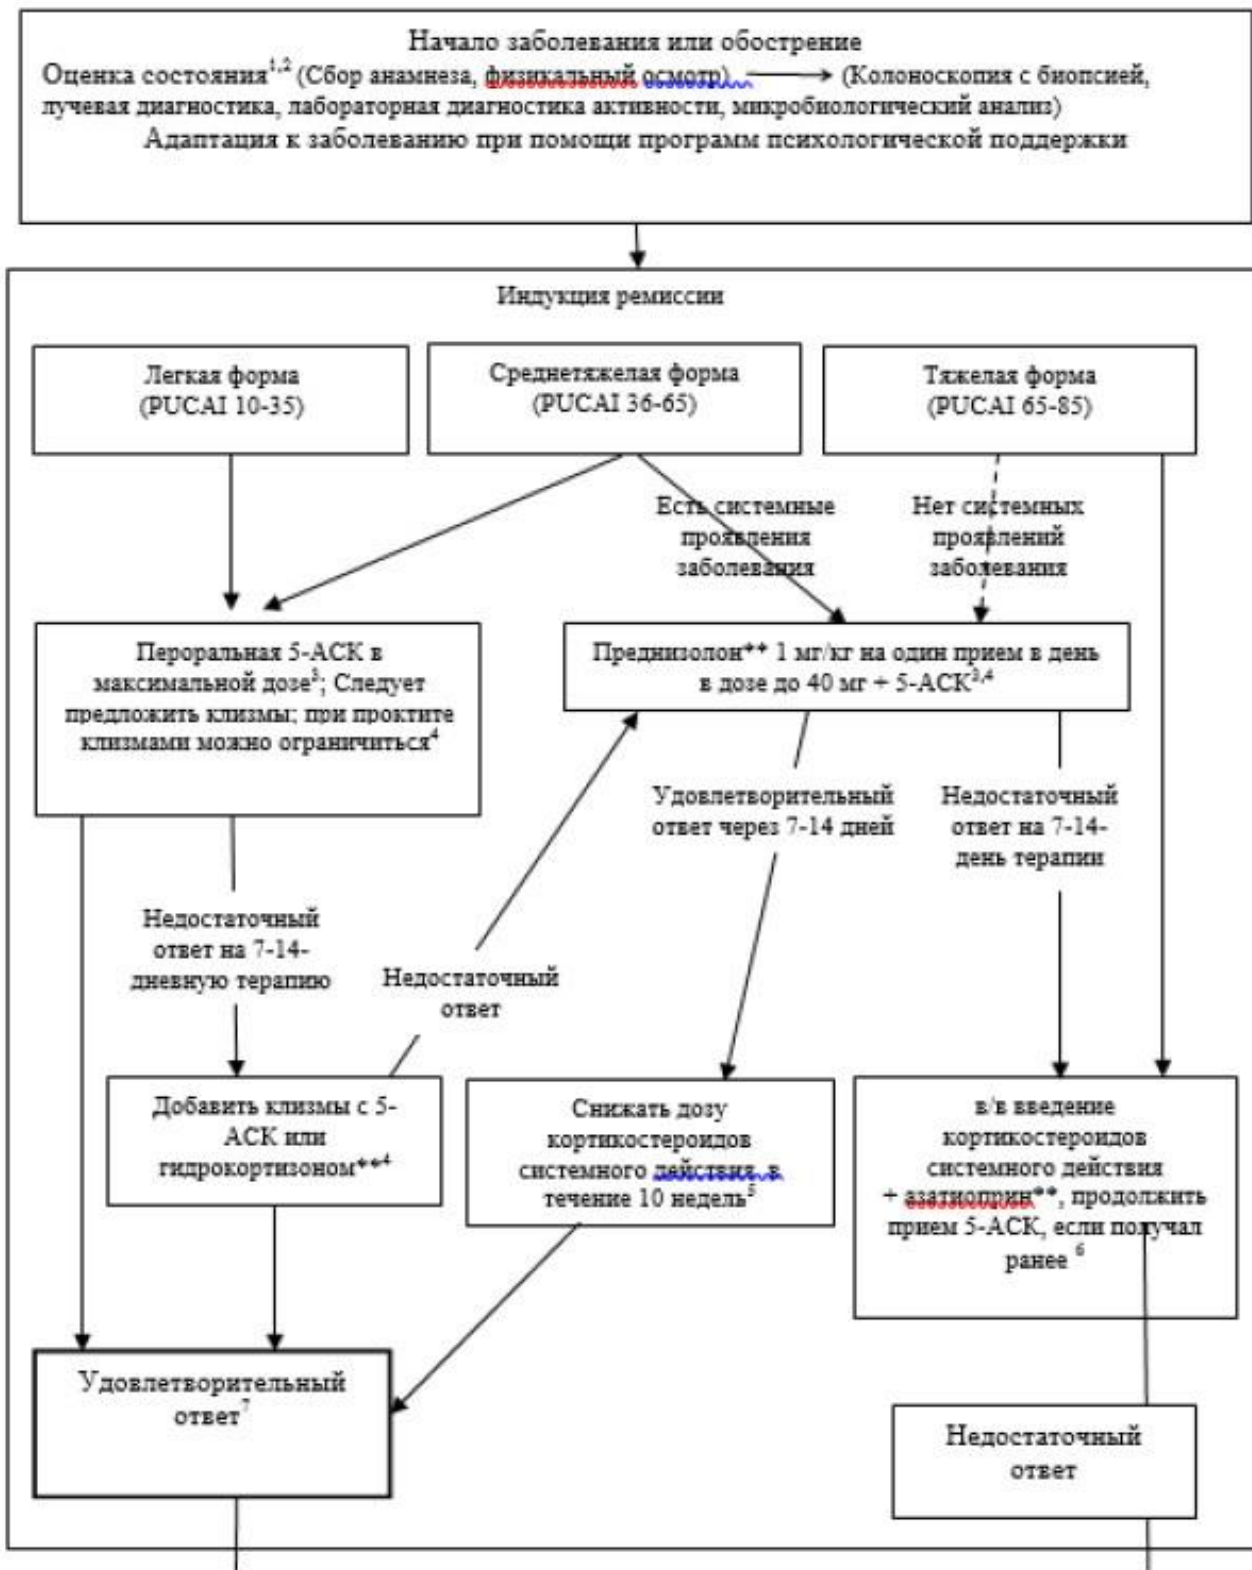 Начало заболевания или обострение
Оценка состояния1,2 (Сбор анамнеза, физикальный осмотр) (Колоноскопия с биопсией,
лучевая диагностика, лабораторная диагностика активности, микробиологический анализ)
Адаптация к заболеванию при помощи программ психологической поддержки
Индукция ремиссии
Легкая форма
(PUCAI 10-35)
Среднетяжелая форма
(PUCAI 36-65)
Тяжелая форма
(PUCAI 65-85)
Есть системные
проявления
заболевания
Нет системных
проявлений
заболевания
Пероральная 5-АСК в
максимальной дозе3; Следует
предложить клизмы; при проктите
клизмами можно ограничиться4
Преднизолон** 1 мг/кг на один прием в день
в дозе до 40 мг + 5-АСК3,4
Удовлетворительный
ответ через 7-14 дней
Недостаточный
ответ на 7-14-
день терапии
Недостаточный
ответ на 7-14-
дневную терапию
Недостаточный
ответ
Добавить клизмы с 5-
АСК или
гидрокортизоном**4
Снижать дозу
кортикостероидов
системного действия в
течение 10 недель5
в/в введение
кортикостероидов
системного действия
+ азатиоприн**, продолжить
прием 5-АСК, если получал
ранее 6
Удовлетворительный
ответ7
Недостаточный
ответ